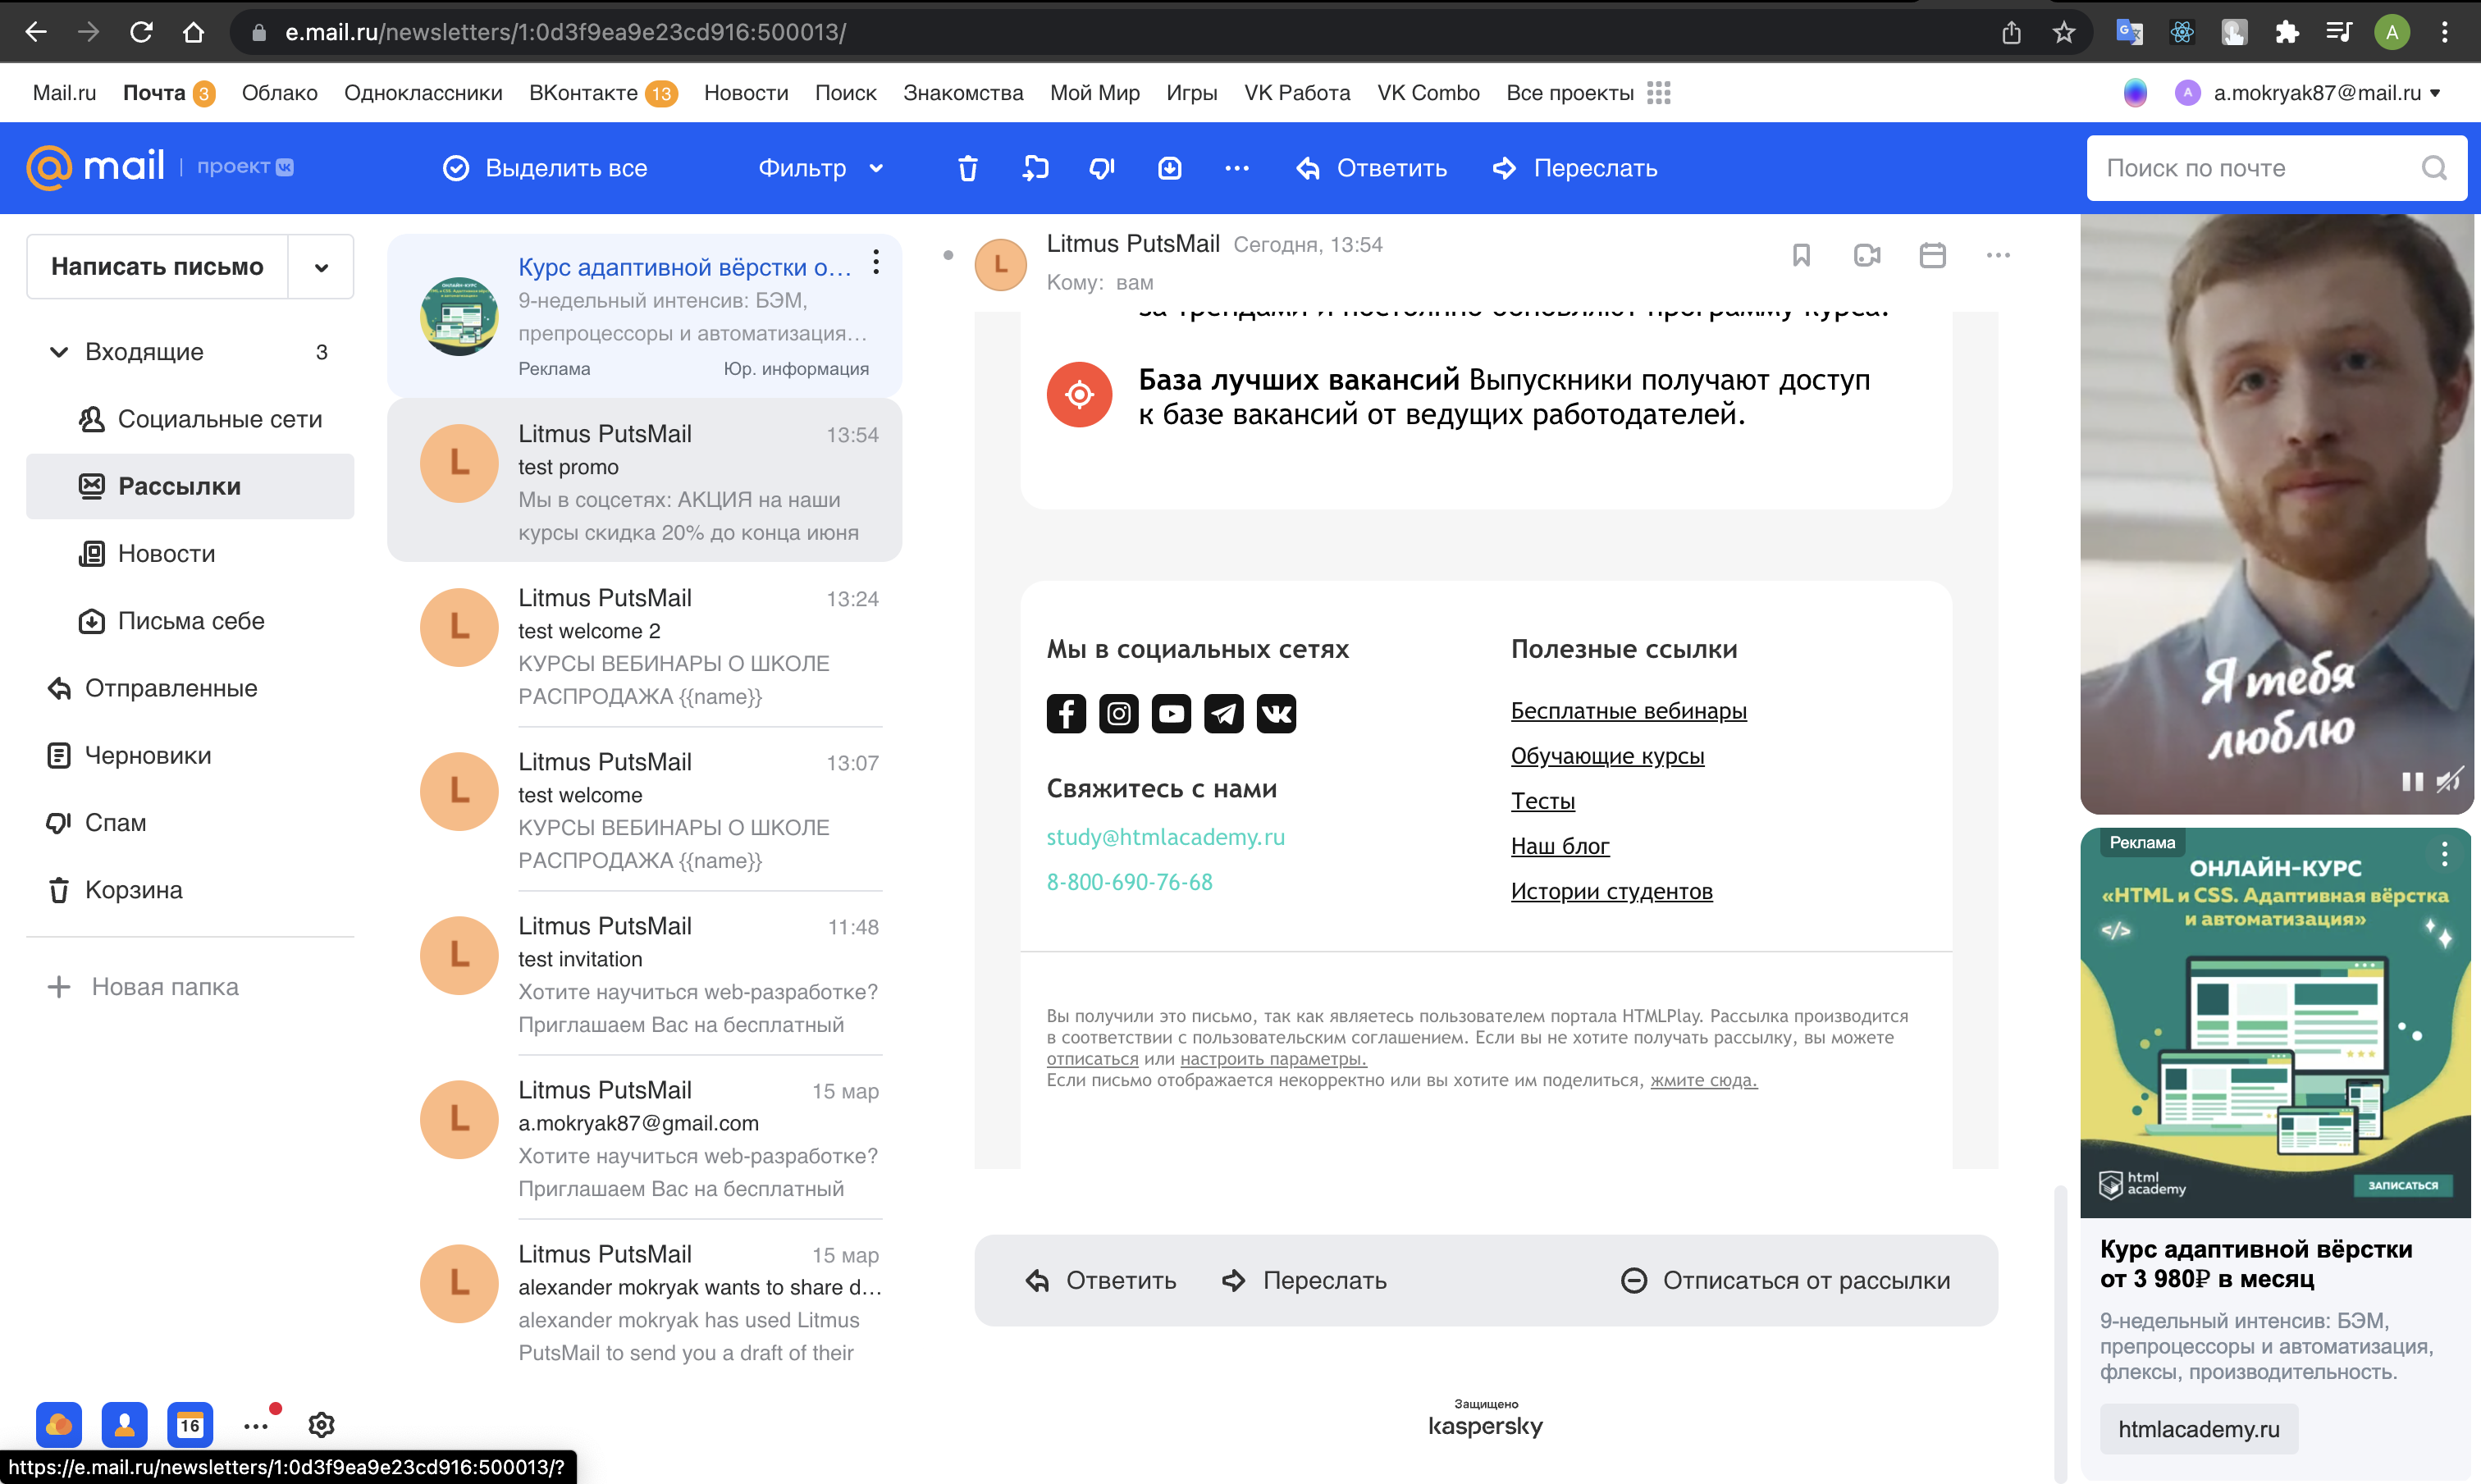 e.mail.ru/newsletters/1:0d3f9ea9e23cd916:500013/
A
Mail.ru Почта 3 Облако Одноклассники ВКонтакте 13 Новости Поиск Знакомства Мой Мир Игры VK Работа VK Combo Все проекты
A a.mokryak87@mail.ru
@mail проект
Выделить все
Фильтр
Ответить
Переслать
Поиск по почте
Написать письмо
Входящие 3
Социальные сети
Рассылки
Новости
Письма себе
Отправленные
Черновики
Спам
Корзина
Новая папка
16
https://e.mail.ru/newsletters/1:0d3f9ea9e23cd916:500013/?
Курс адаптивной вёрстки о...
9-недельный интенсив: БЭМ,
препроцессоры и автоматизация...
Реклама Юр. информация
L
Litmus PutsMail 13:54
test promo
Мы в соцсетях: АКЦИЯ на наши
курсы скидка 20% до конца июня
L
Litmus PutsMail 13:24
test welcome 2
КУРСЫ ВЕБИНАРЫ О ШКОЛЕ
РАСПРОДАЖА {{name}}
L
Litmus PutsMail 13:07
test welcome
КУРСЫ ВЕБИНАРЫ О ШКОЛЕ
РАСПРОДАЖА {{name}}
L
Litmus PutsMail 11:48
test invitation
Хотите научиться web-разработке?
Приглашаем Вас на бесплатный
L
Litmus PutsMail 15 мар
a.mokryak87@gmail.com
Хотите научиться web-разработке?
Приглашаем Вас на бесплатный
L
Litmus PutsMail 15 мар
alexander mokryak wants to share d...
alexander mokryak has used Litmus
PutsMail to send you a draft of their
L
Litmus PutsMail Сегодня, 13:54
Кому: вам
за трендами и постоянно обновляют программу курса.
База лучших вакансий Выпускники получают доступ
к базе вакансий от ведущих работодателей.
Мы в социальных сетях
Свяжитесь с нами
study@htmlacademy.ru
8-800-690-76-68
Полезные ссылки
Бесплатные вебинары
Обучающие курсы
Тесты
Наш блог
Истории студентов
Вы получили это письмо, так как являетесь пользователем портала HTMLPlay. Рассылка производится
в соответствии с пользовательским соглашением. Если вы не хотите получать рассылку, вы можете
отписаться или настроить параметры.
Если письмо отображается некорректно или вы хотите им поделиться, жмите сюда.
Ответить
Переслать
Отписаться от рассылки
Защищено
kaspersky
Я тебя
люблю
Реклама
ОНЛАЙН-КУРС
«HTML и CSS. Адаптивная вёрстка
и автоматизация»
</>
html
academy
ЗАПИСАТЬСЯ
Курс адаптивной вёрстки
от 3 980₽ в месяц
9-недельный интенсив: БЭМ,
препроцессоры и автоматизация,
флексы, производительность.
htmlacademy.ru